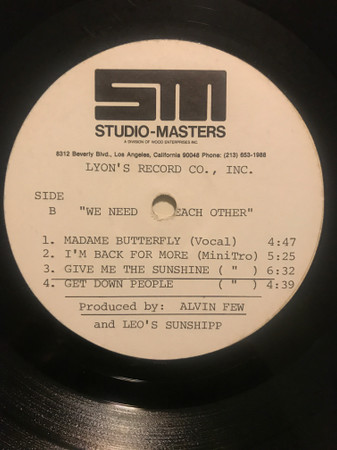 SM
STUDIO-MASTERS
A DIVISION OF WOOD ENTERPRISES INC
8312 Beverly Blvd., Los Angeles, California 90048 Phone: (213) 653-1988
LYON'S RECORD CO., INC.
SIDE
B "WE NEED EACH OTHER"
1. MADAME BUTTERFLY (Vocal) 4:47
2. I'M BACK FOR MORE (MiniTro) 5:25
3. GIVE ME THE SUNSHINE ( " ) 6:32
4. GET DOWN PEOPLE ( " ) 4:39
Produced by: ALVIN FEW
and LEO'S SUNSHIPP